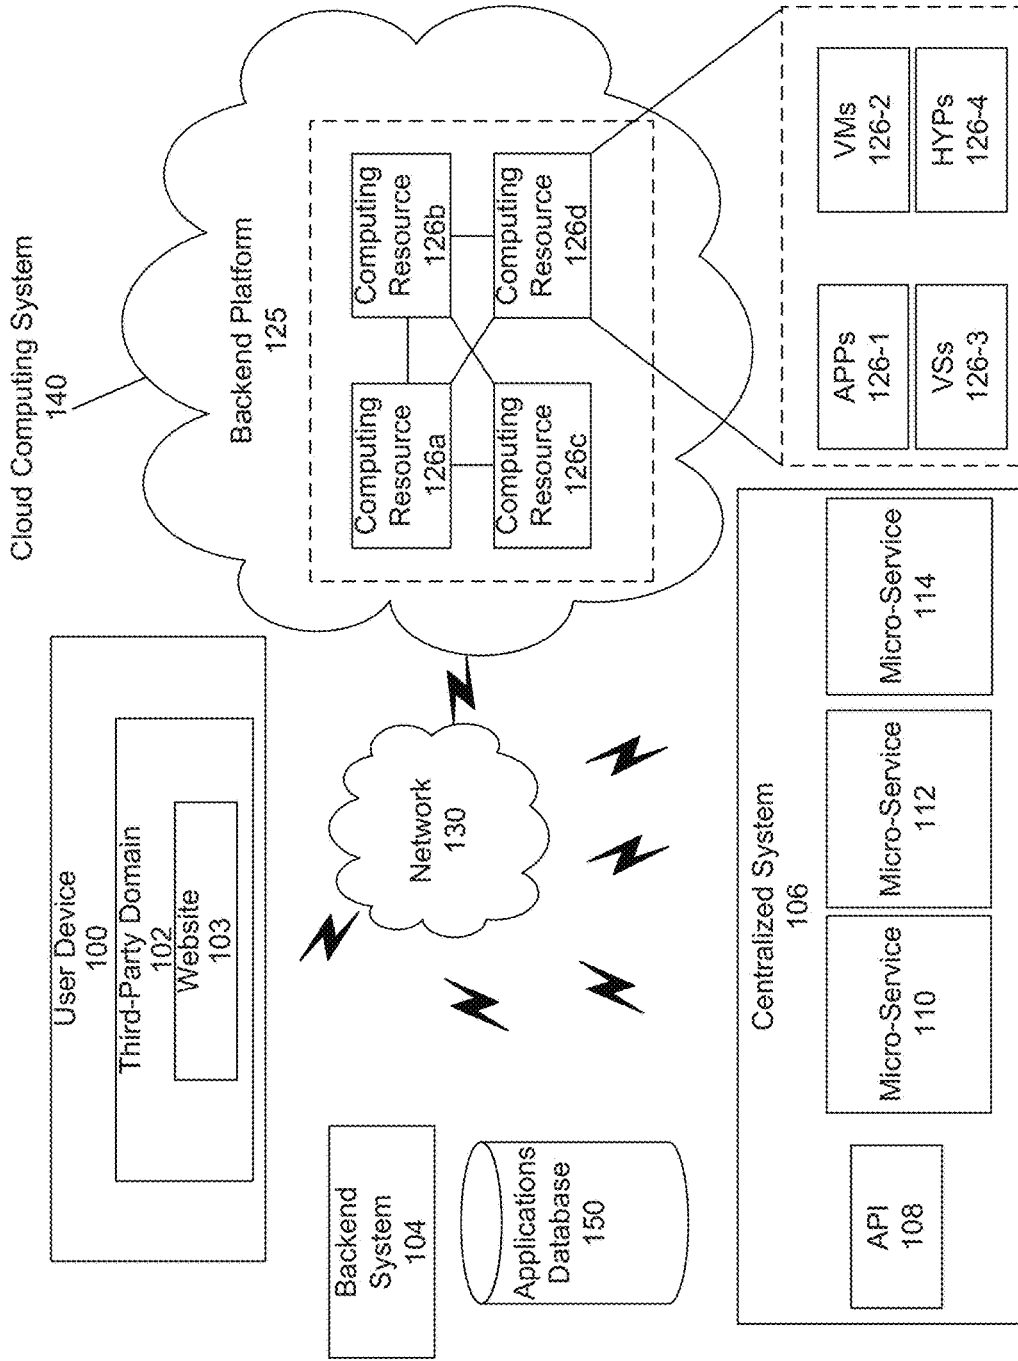 User Device
100
Third-Party Domain
102
Website
103
Cloud Computing System
140
Backend Platform
125
Computing
Resource
126a
Computing
Resource
126b
Computing
Resource
126c
Computing
Resource
126d
Backend
System
104
Network
130
Applications
Database
150
Centralized System
106
API
108
Micro-Service
110
Micro-Service
112
Micro-Service
114
APPs
126-1
VMs
126-2
VSs
126-3
HYPs
126-4